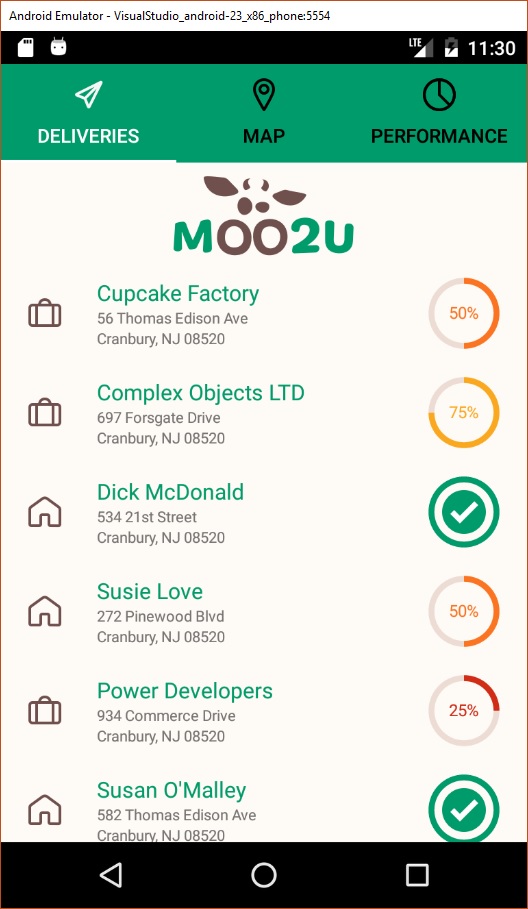 Android Emulator - VisualStudio_android-23_x86_phone:5554
LTE 11:30
DELIVERIES MAP PERFORMANCE
MOO2U
Cupcake Factory
56 Thomas Edison Ave
Cranbury, NJ 08520
50%
Complex Objects LTD
697 Forsgate Drive
Cranbury, NJ 08520
75%
Dick McDonald
534 21st Street
Cranbury, NJ 08520
Susie Love
272 Pinewood Blvd
Cranbury, NJ 08520
50%
Power Developers
934 Commerce Drive
Cranbury, NJ 08520
25%
Susan O'Malley
582 Thomas Edison Ave
Cranbury, NJ 08520